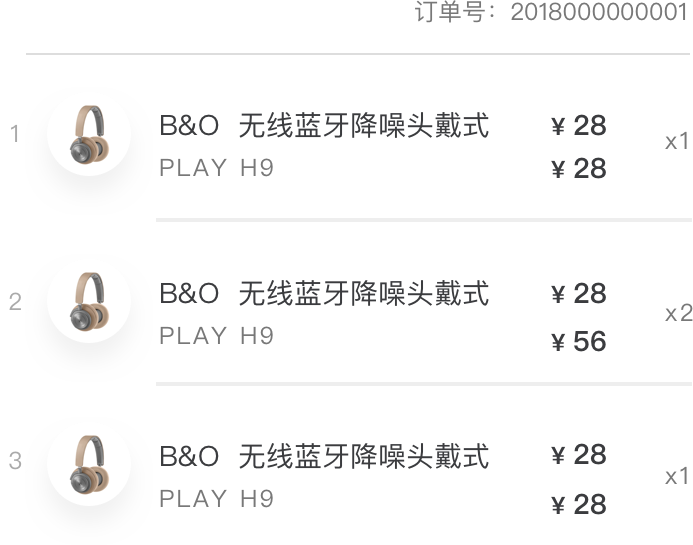 订单号：2018000000001
1
B&O 无线蓝牙降噪头戴式
PLAY H9
¥ 28
¥ 28
x1
2
B&O 无线蓝牙降噪头戴式
PLAY H9
¥ 28
¥ 56
x2
3
B&O 无线蓝牙降噪头戴式
PLAY H9
¥ 28
¥ 28
x1